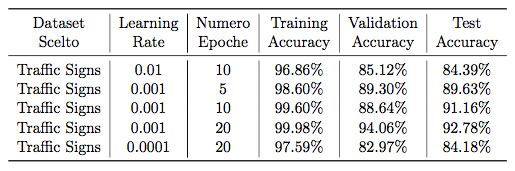 Dataset Learning Numero Training Validation Test
Scelto Rate Epoche Accuracy Accuracy Accuracy
Traffic Signs 0.01 10 96.86% 85.12% 84.39%
Traffic Signs 0.001 5 98.60% 89.30% 89.63%
Traffic Signs 0.001 10 99.60% 88.64% 91.16%
Traffic Signs 0.001 20 99.98% 94.06% 92.78%
Traffic Signs 0.0001 20 97.59% 82.97% 84.18%